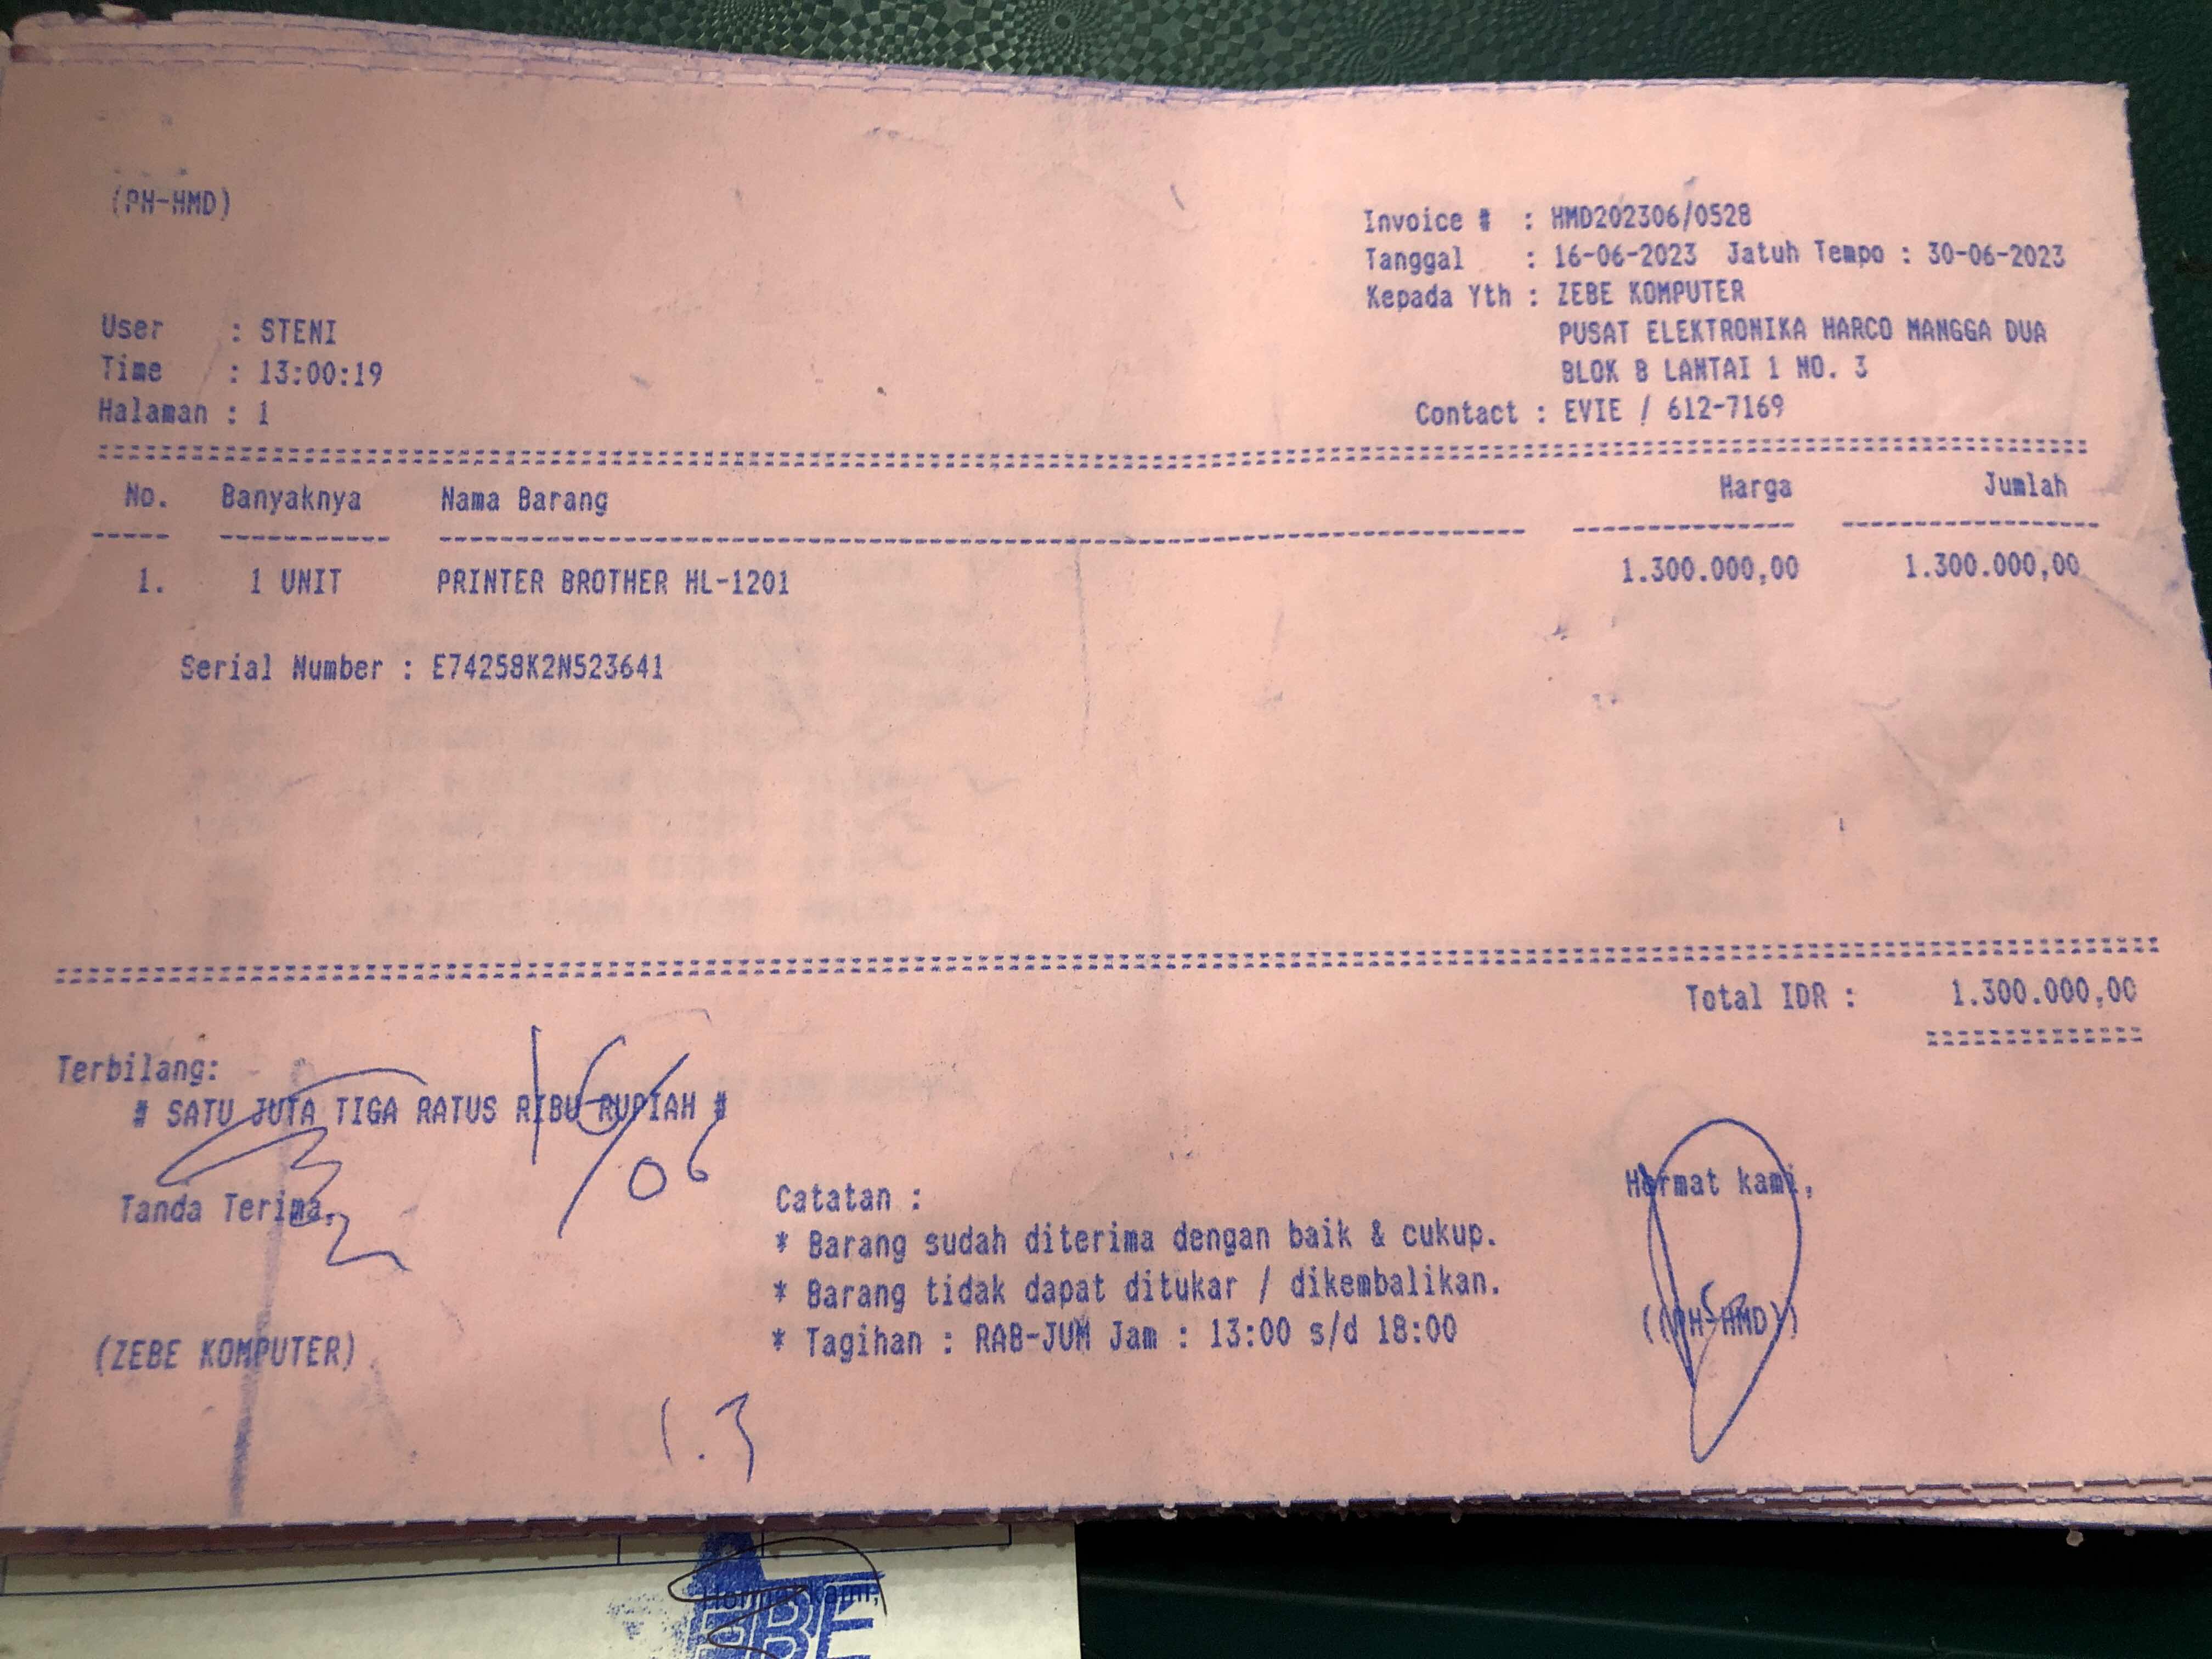 (PH-HMD)
Invoice # : HMD202306/0528
Tanggal : 16-06-2023 Jatuh Tempo : 30-06-2023
Kepada Yth : ZEBE KOMPUTER
PUSAT ELEKTRONIKA HARCO MANGGA DUA
BLOK B LANTAI 1 NO. 3
Contact : EVIE / 612-7169
User : STENI
Time : 13:00:19
Halaman : 1
No. Banyaknya Nama Barang Harga Jumlah
1. 1 UNIT PRINTER BROTHER HL-1201 1.300.000,00 1.300.000,00
Serial Number : E74258K2N523641
Total IDR : 1.300.000,00
Terbilang:
# SATU JUTA TIGA RATUS RIBU RUPIAH #
16/06
Tanda Terima,
(ZEBE KOMPUTER)
Catatan :
* Barang sudah diterima dengan baik & cukup.
* Barang tidak dapat ditukar / dikembalikan.
* Tagihan : RAB-JUM Jam : 13:00 s/d 18:00
Hormat kami,
((PH-HMD))
1.3
Hormat kami,